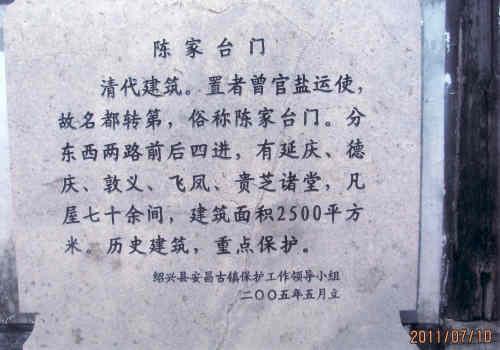 陈家台门
清代建筑。置者曾官盐运使，
故名都转第，俗称陈家台门。分
东西两路前后四进，有延庆、德
庆、敦义、飞凤、贵芝诸堂，凡
屋七十余间，建筑面积2500平方
米。历史建筑，重点保护。
绍兴县安昌古镇保护工作领导小组
二〇〇五年五月立
2011/07/10